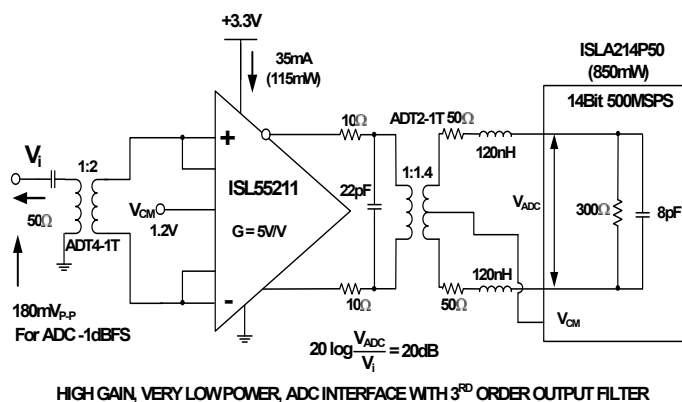 +3.3V
35mA
(115mW)
ISLA214P50
(850mW)
14Bit 500MSPS
10Ω
ADT2-1T
50Ω
120nH
Vi
1:2
+
ISL55211
22pF
1:1.4
VCM
1.2V
G = 5V/V
VADC
300Ω
8pF
50Ω
ADT4-1T
-
10Ω
120nH
50Ω
VCM
180mVP-P
For ADC -1dBFS
20 log VADC/Vi = 20dB
HIGH GAIN, VERY LOW POWER, ADC INTERFACE WITH 3RD ORDER OUTPUT FILTER